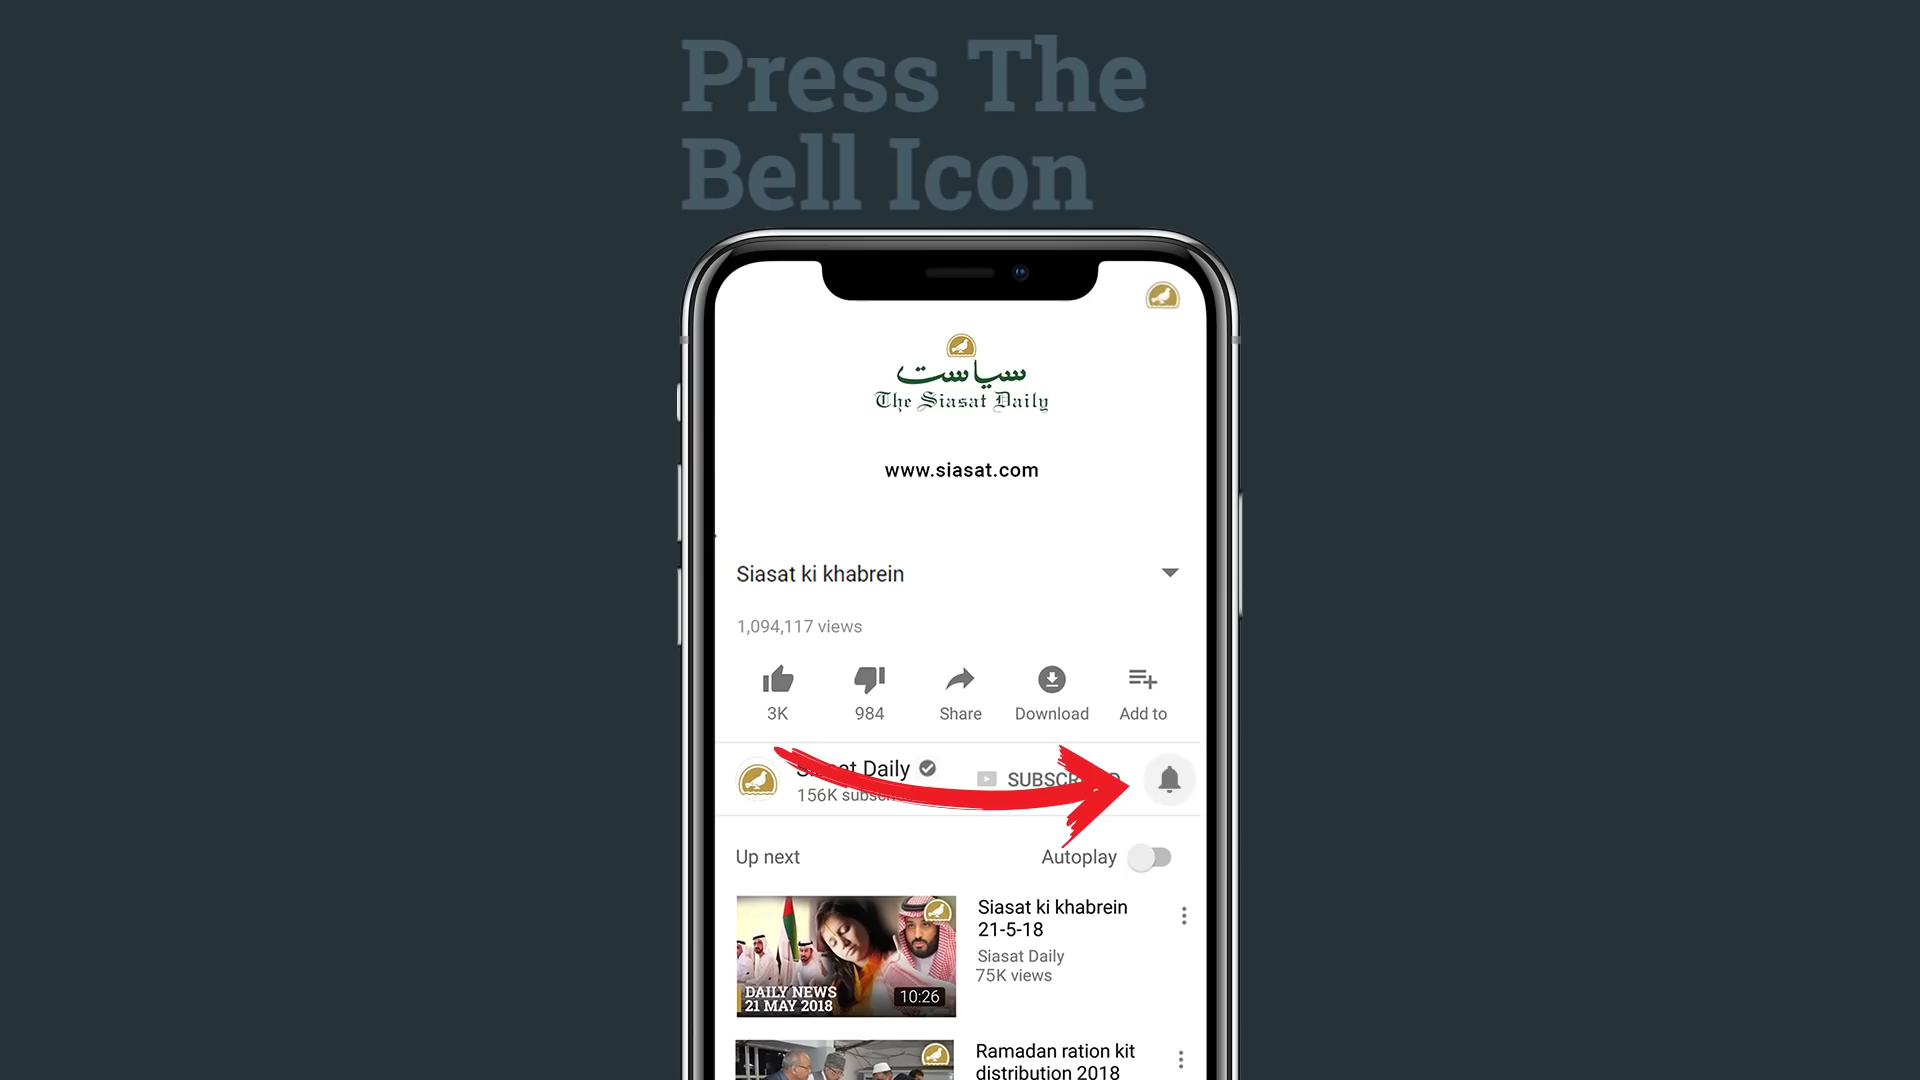 Press The
Bell Icon
سیاست
The Siasat Daily
www.siasat.com
Siasat ki khabrein
1,094,117 views
3K
984
Share
Download
Add to
Daily
156K
Up next
Autoplay
Siasat ki khabrein
21-5-18
Siasat Daily
75K views
DAILY NEWS
21 MAY 2018
10:26
Ramadan ration kit
distribution 2018